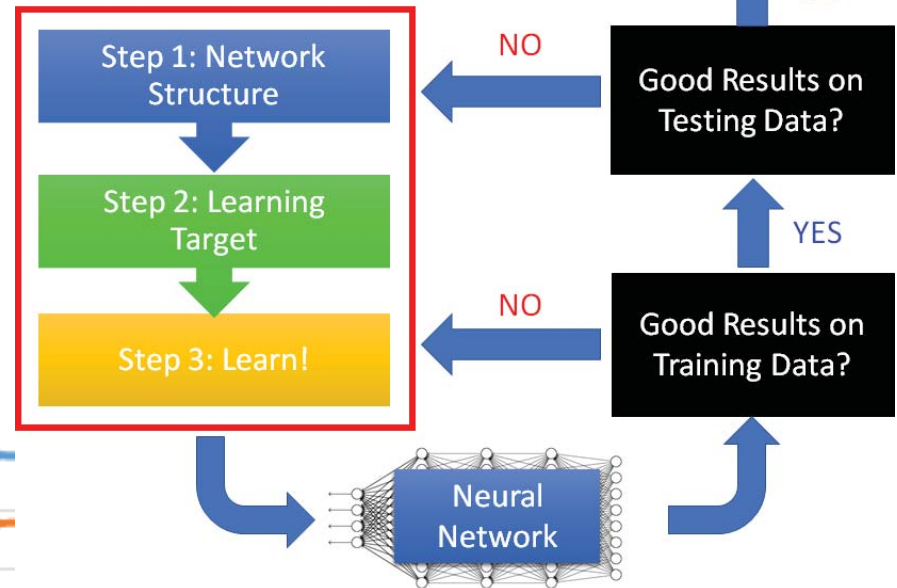 Step 1: Network
Structure
Step 2: Learning
Target
Step 3: Learn!
Neural
Network
NO
Good Results on
Testing Data?
YES
NO
Good Results on
Training Data?